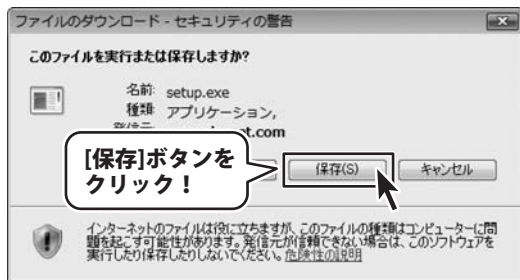 ファイルのダウンロード - セキュリティの警告
このファイルを実行または保存しますか?
名前: setup.exe
種類: アプリケーション,
t.com
[保存]ボタンを
クリック!
保存(S)
キャンセル
インターネットのファイルは役に立ちますが、このファイルの種類はコンピューターに問
題を起こす可能性があります。発信元が信頼できない場合は、このソフトウェアを
実行したり保存したりしないでください。危険性の説明